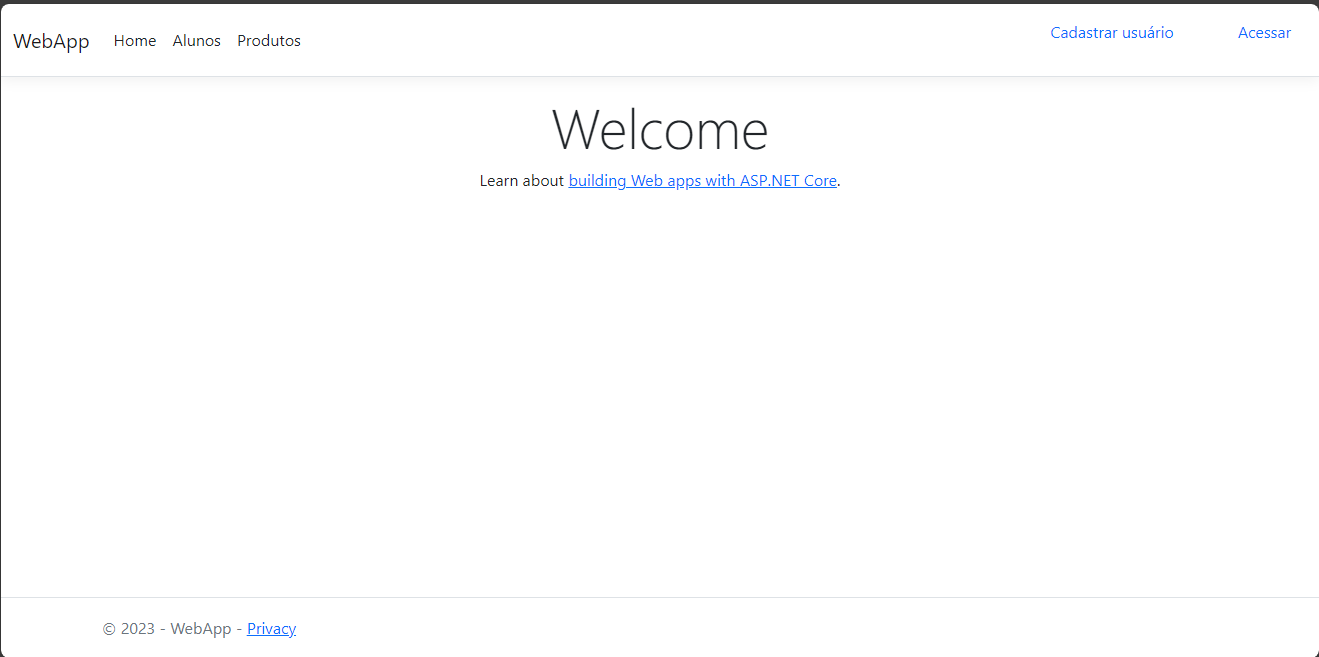 WebApp Home Alunos Produtos Cadastrar usuário Acessar
Welcome
Learn about building Web apps with ASP.NET Core.
© 2023 - WebApp - Privacy